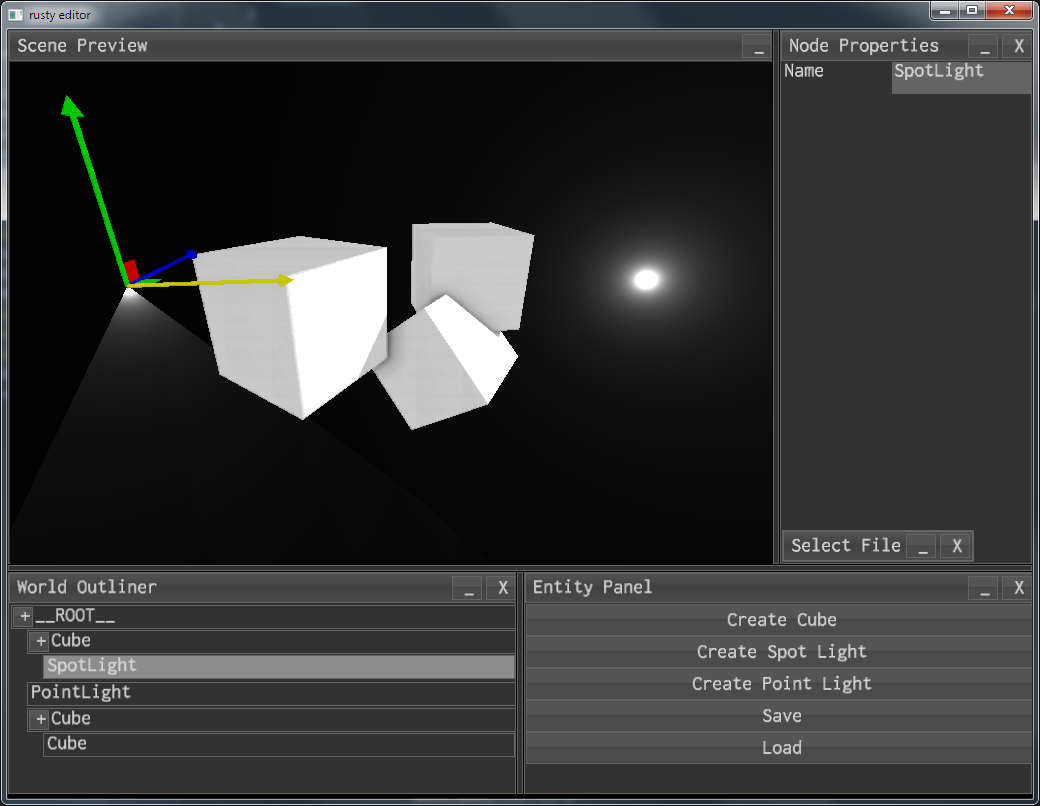 rusty editor
Scene Preview
_
Node Properties
_ X
Name
SpotLight
Select File
_ X
World Outliner
_ X
+ __ROOT__
+ Cube
SpotLight
PointLight
+ Cube
Cube
Entity Panel
_ X
Create Cube
Create Spot Light
Create Point Light
Save
Load